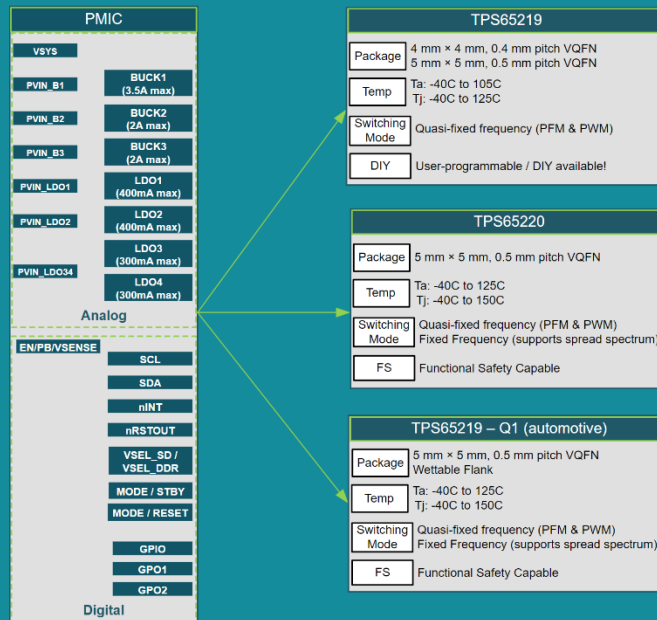 PMIC
VSYS
PVIN_B1
BUCK1
(3.5A max)
PVIN_B2
BUCK2
(2A max)
PVIN_B3
BUCK3
(2A max)
PVIN_LDO1
LDO1
(400mA max)
PVIN_LDO2
LDO2
(400mA max)
LDO3
(300mA max)
PVIN_LDO34
LDO4
(300mA max)
Analog
EN/PB/VSENSE
SCL
SDA
nINT
nRSTOUT
VSEL_SD /
VSEL_DDR
MODE / STBY
MODE / RESET
GPIO
GPO1
GPO2
Digital
TPS65219
Package
4 mm × 4 mm, 0.4 mm pitch VQFN
5 mm × 5 mm, 0.5 mm pitch VQFN
Temp
Ta: -40C to 105C
Tj: -40C to 125C
Switching
Mode
Quasi-fixed frequency (PFM & PWM)
DIY
User-programmable / DIY available!
TPS65220
Package
5 mm × 5 mm, 0.5 mm pitch VQFN
Temp
Ta: -40C to 125C
Tj: -40C to 150C
Switching
Mode
Quasi-fixed frequency (PFM & PWM)
Fixed Frequency (supports spread spectrum)
FS
Functional Safety Capable
TPS65219 – Q1 (automotive)
Package
5 mm × 5 mm, 0.5 mm pitch VQFN
Wettable Flank
Temp
Ta: -40C to 125C
Tj: -40C to 150C
Switching
Mode
Quasi-fixed frequency (PFM & PWM)
Fixed Frequency (supports spread spectrum)
FS
Functional Safety Capable